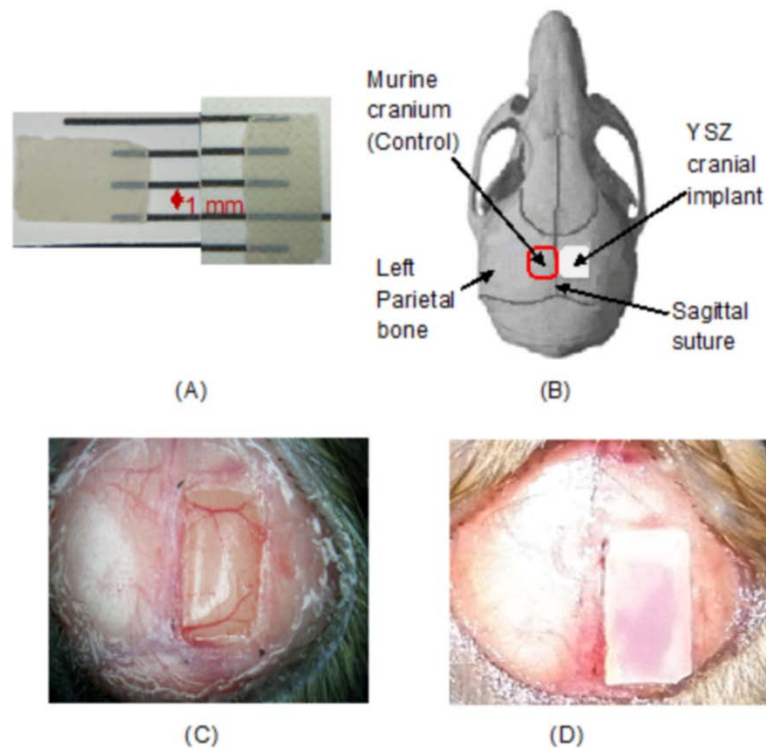 1 mm
(A)
Murine
cranium
(Control)
B)
YSZ
cranial
implant
Left
Parietal
bone
Sagittal
suture
(B)
(C)
(D)